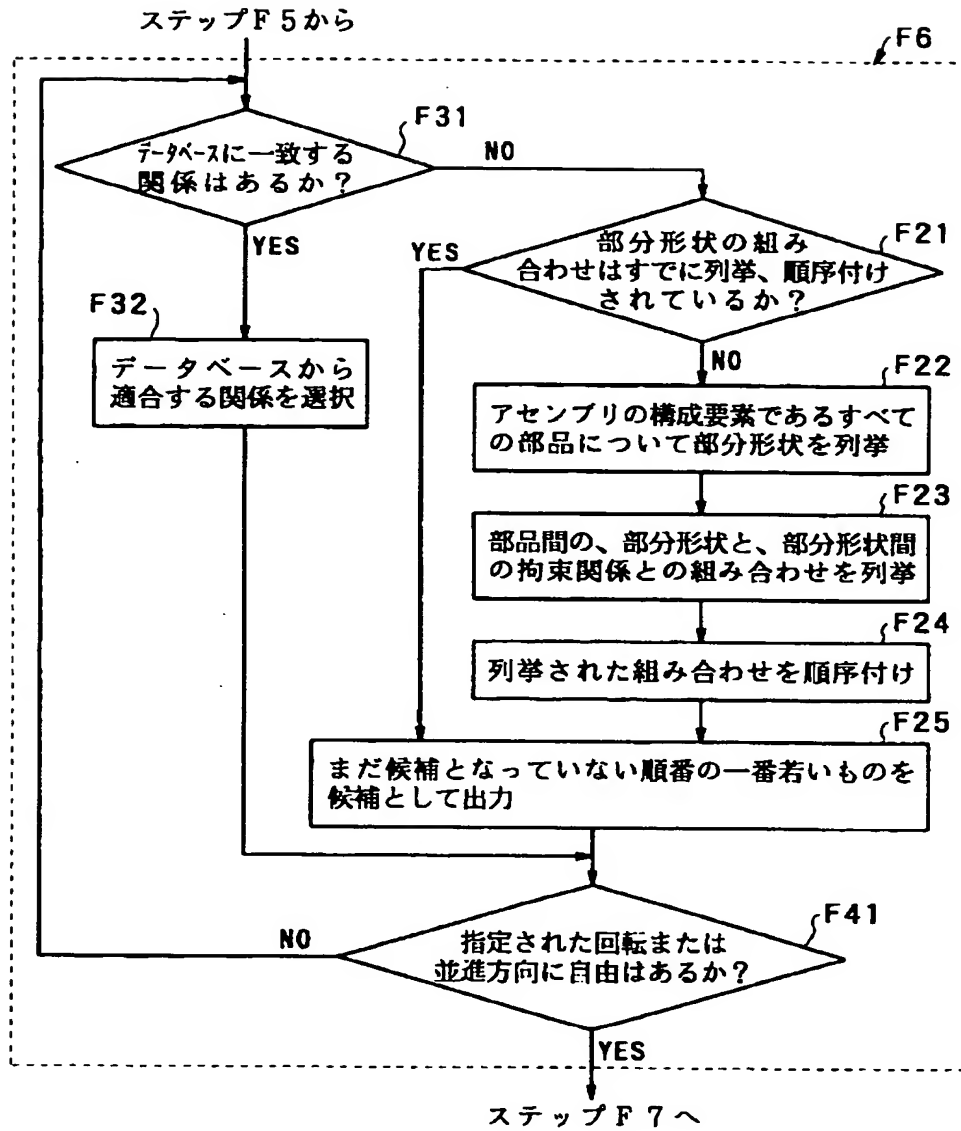 ステップF5から
F6
F31
データベースに一致する
関係はあるか?
NO
YES
F21
部分形状の組み
合わせはすでに列挙、順序付け
されているか?
YES
NO
F32
データベースから
適合する関係を選択
F22
アセンブリの構成要素であるすべて
の部品について部分形状を列挙
F23
部品間の、部分形状と、部分形状間
の拘束関係との組み合わせを列挙
F24
列挙された組み合わせを順序付け
F25
まだ候補となっていない順番の一番若いものを
候補として出力
F41
指定された回転または
並進方向に自由はあるか?
NO
YES
ステップF7へ